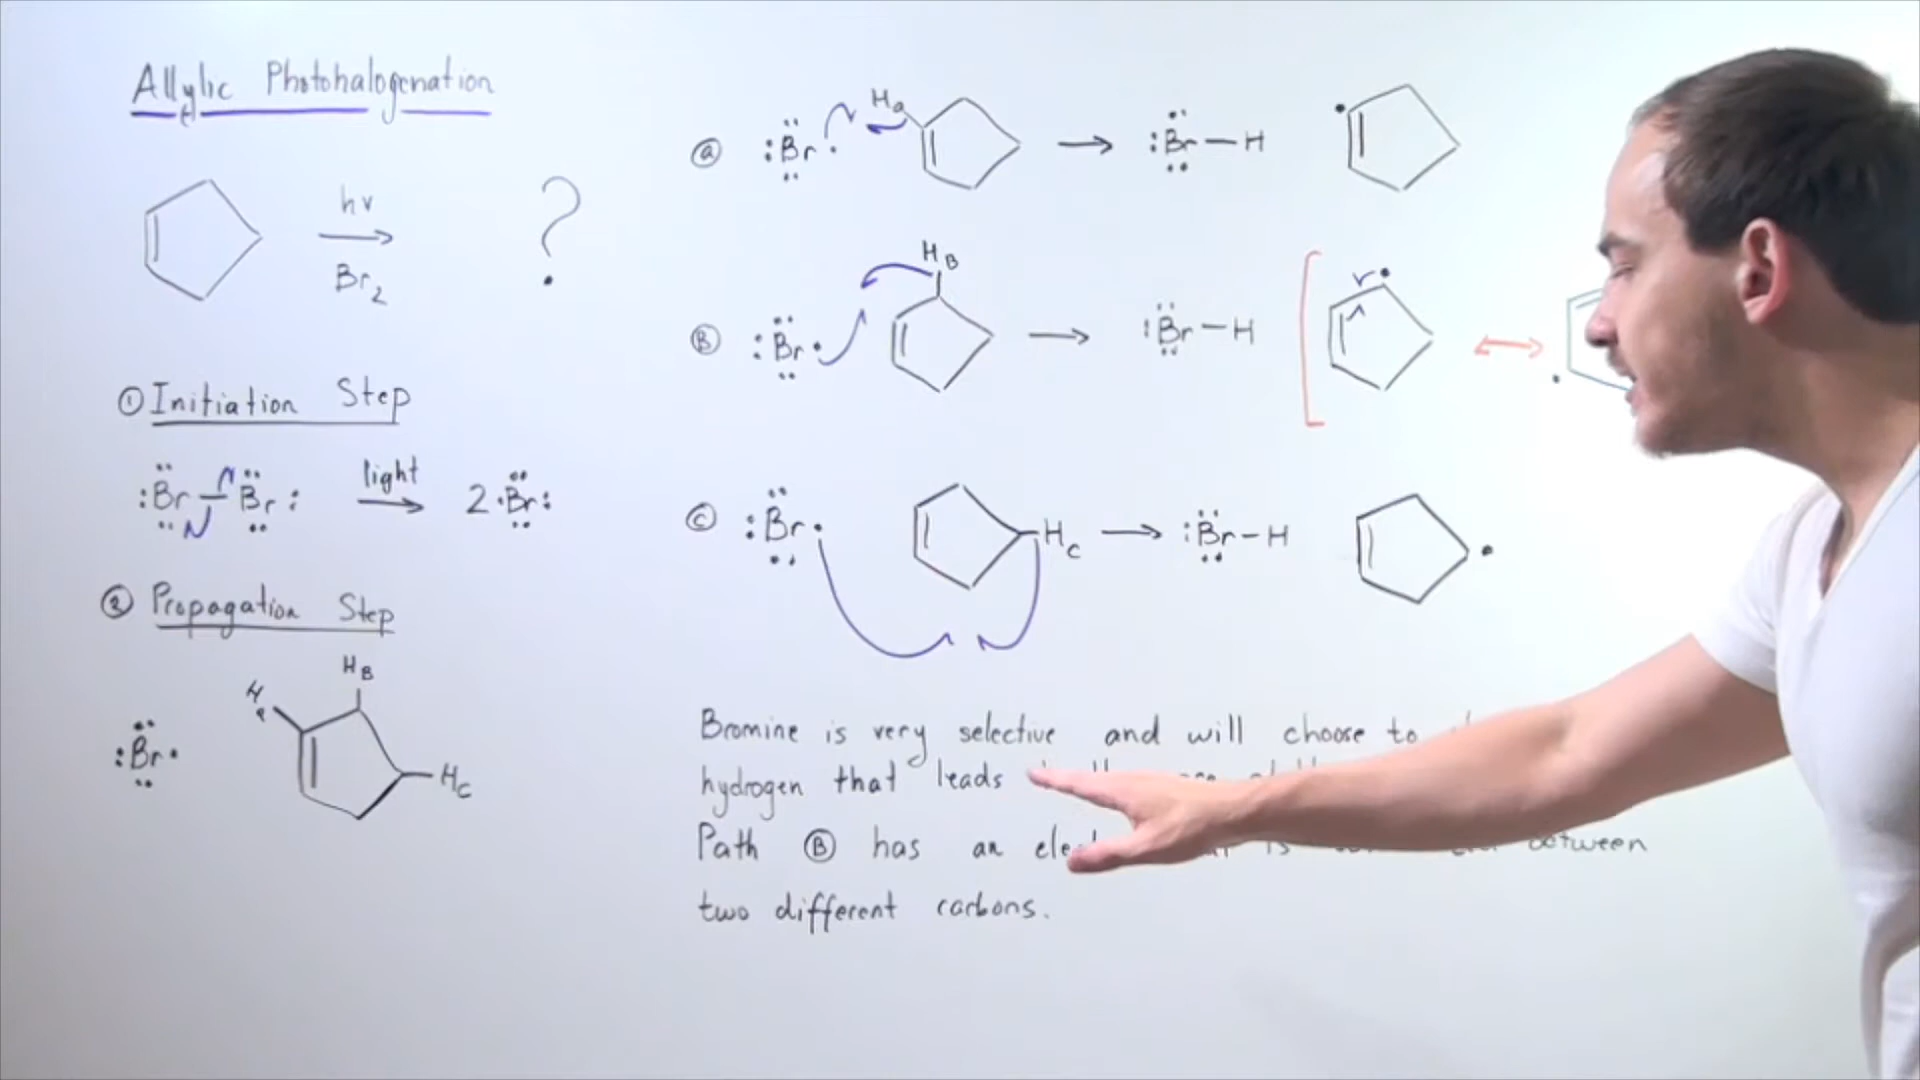 Allylic Photohalogenation
hv
Br2
?
① Initiation Step
:Br—Br: light 2·Br:
② Propagation Step
HB
Ha
:Br·
HC
ⓐ :Br· Ha :Br—H
HB
Ⓑ :Br· :Br—H
ⓒ :Br· HC :Br—H
Bromine is very selective and will choose to
hydrogen that leads
Path Ⓑ has an between
two different carbons.